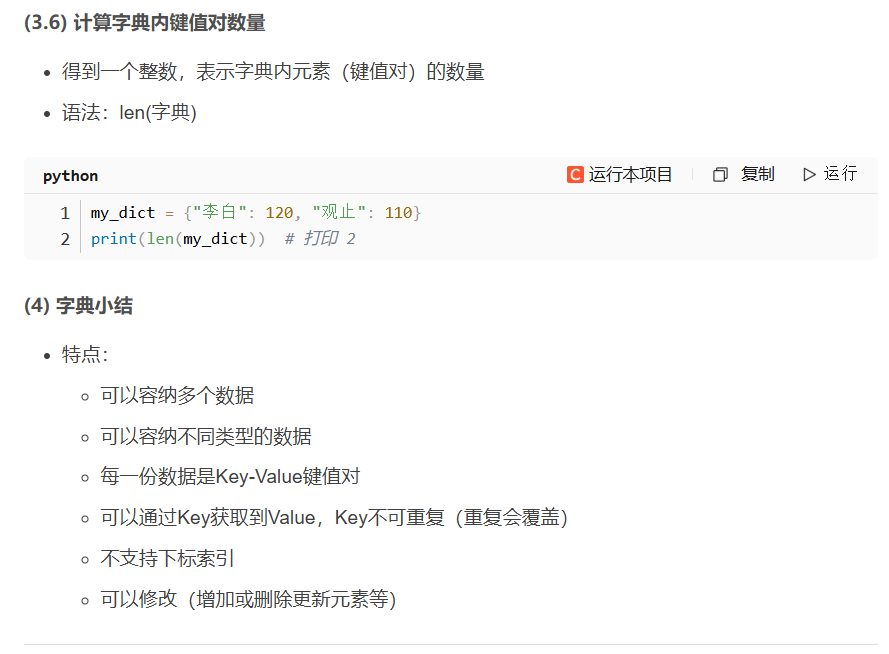 (3.6) 计算字典内键值对数量
得到一个整数，表示字典内元素（键值对）的数量
语法：len(字典)
python C 运行本项目 复制 运行
1 my_dict = {"李白": 120, "观止": 110}
2 print(len(my_dict))  # 打印 2
(4) 字典小结
特点：
可以容纳多个数据
可以容纳不同类型的数据
每一份数据是Key-Value键值对
可以通过Key获取到Value，Key不可重复（重复会覆盖）
不支持下标索引
可以修改（增加或删除更新元素等）